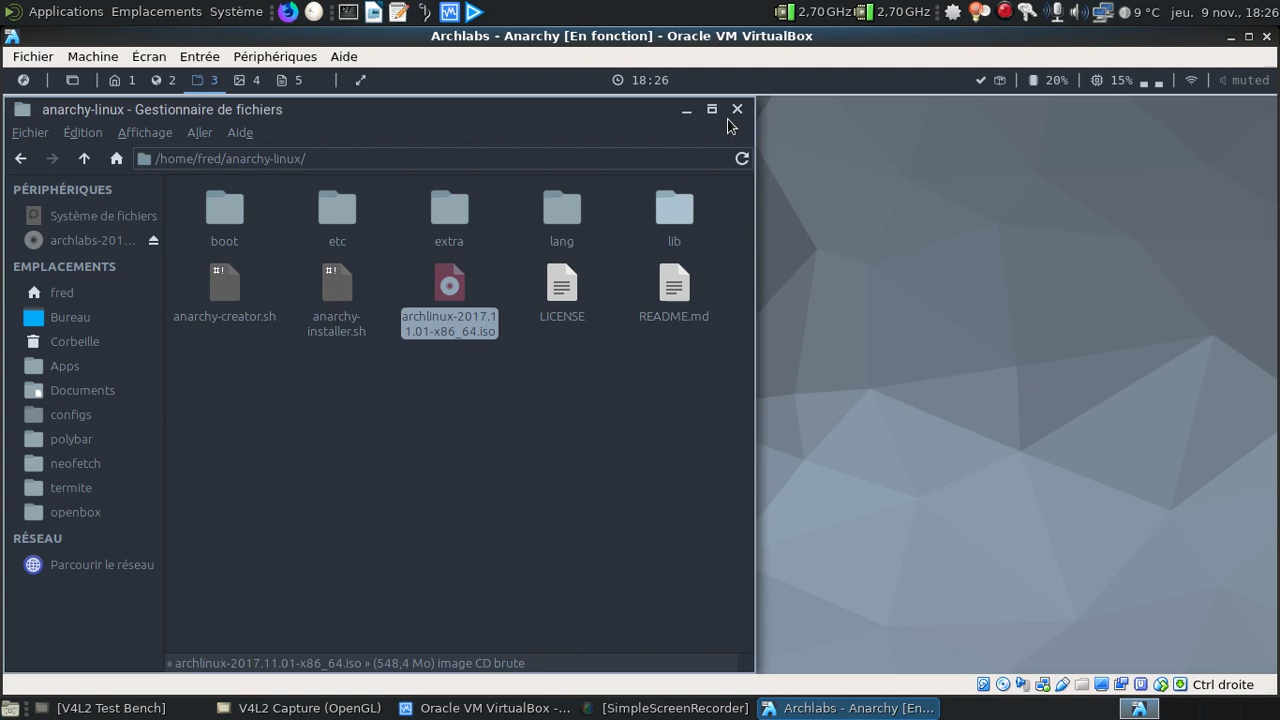 Applications Emplacements Système 2,70 GHz 2,70 GHz 9 °C jeu. 9 nov., 18:26
Archlabs - Anarchy [En fonction] - Oracle VM VirtualBox
Fichier Machine Écran Entrée Périphériques Aide
1 2 3 4 5 18:26 20% 15% muted
anarchy-linux - Gestionnaire de fichiers
Fichier Édition Affichage Aller Aide
/home/fred/anarchy-linux/
PÉRIPHÉRIQUES
Système de fichiers
archlabs-201...
EMPLACEMENTS
fred
Bureau
Corbeille
Apps
Documents
configs
polybar
neofetch
termite
openbox
RÉSEAU
Parcourir le réseau
boot etc extra lang lib
#! #!
anarchy-creator.sh
anarchy-
installer.sh
archlinux-2017.1
1.01-x86_64.iso
LICENSE
README.md
« archlinux-2017.11.01-x86_64.iso » (548,4 Mo) image CD brute
Ctrl droite
[V4L2 Test Bench] V4L2 Capture (OpenGL) Oracle VM VirtualBox -... [SimpleScreenRecorder] Archlabs - Anarchy [En...